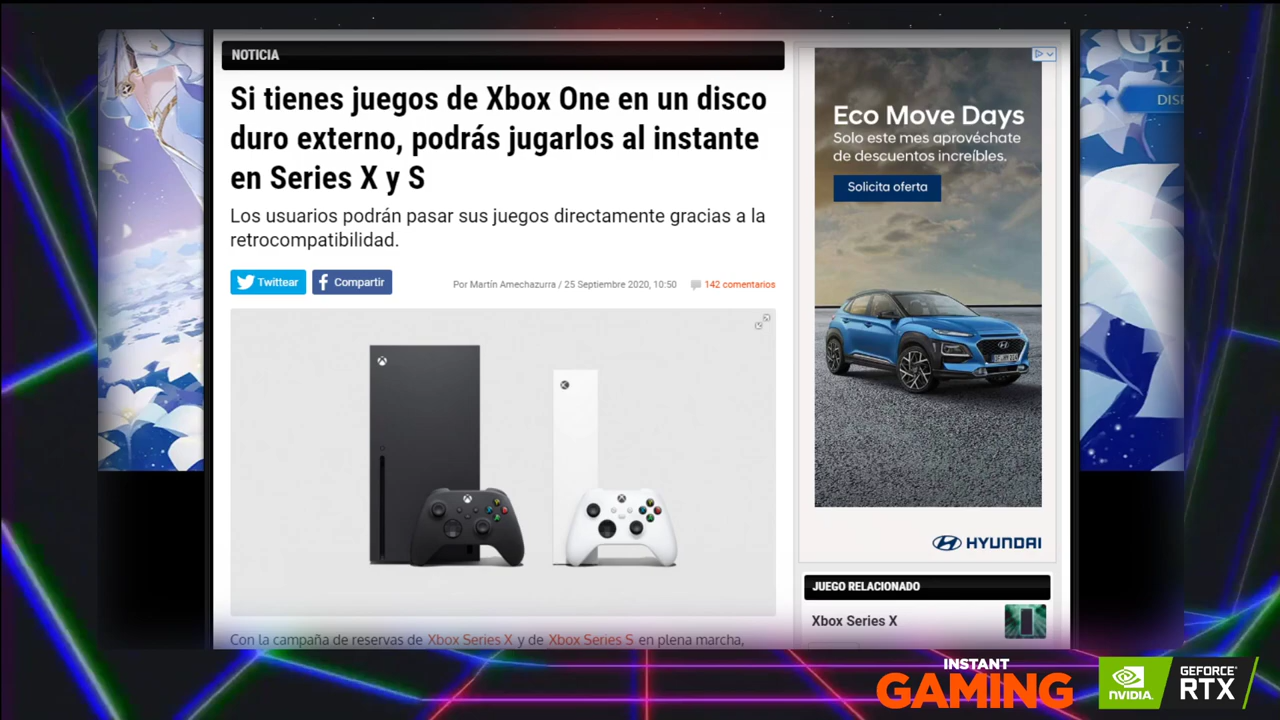 NOTICIA
Si tienes juegos de Xbox One en un disco
duro externo, podrás jugarlos al instante
en Series X y S
Los usuarios podrán pasar sus juegos directamente gracias a la
retrocompatibilidad.
Twittear
Compartir
Por Martín Amechazurra / 25 Septiembre 2020, 10:50
142 comentarios
Con la campaña de reservas de Xbox Series X y de Xbox Series S en plena marcha,
Eco Move Days
Solo este mes aprovéchate
de descuentos increíbles.
Solicita oferta
HYUNDAI
JUEGO RELACIONADO
Xbox Series X
INSTANT
GAMING
NVIDIA.
GEFORCE
RTX